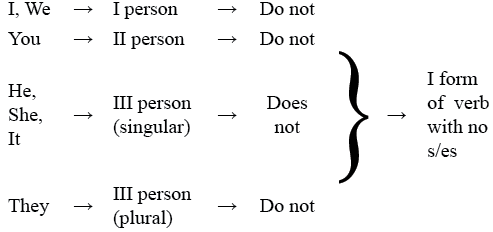 I, We → I person → Do not
You → II person → Do not
He,
She,
It
→ III person
(singular)
→ Does
not
→ I form
of verb
with no
s/es
They → III person
(plural)
→ Do not